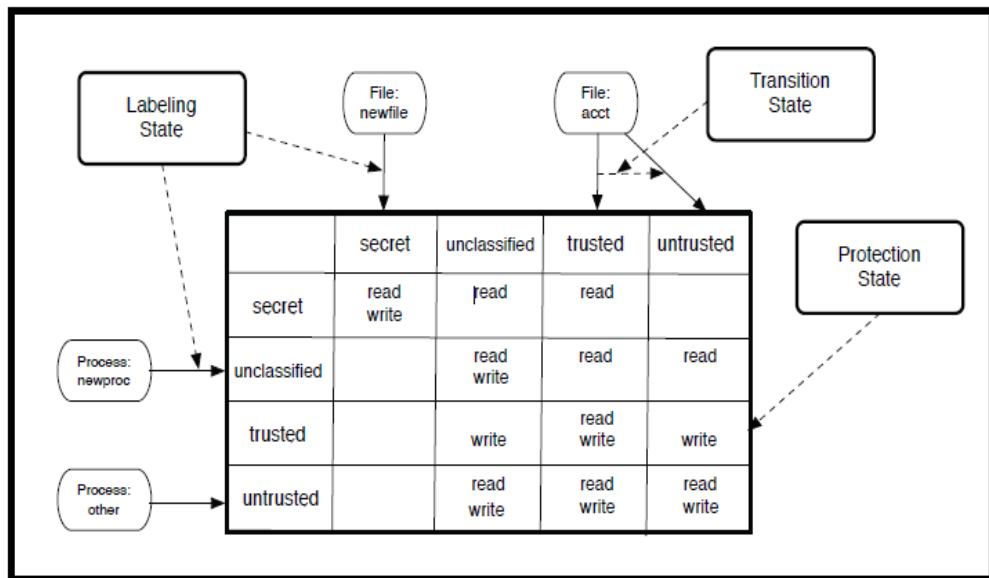 Labeling
State
File:
newfile
File:
acct
Transition
State
secret
unclassified
trusted
untrusted
Protection
State
secret
read
write
read
read
Process:
newproc
unclassified
read
write
read
read
trusted
write
read
write
write
Process:
other
untrusted
read
write
read
write
read
write